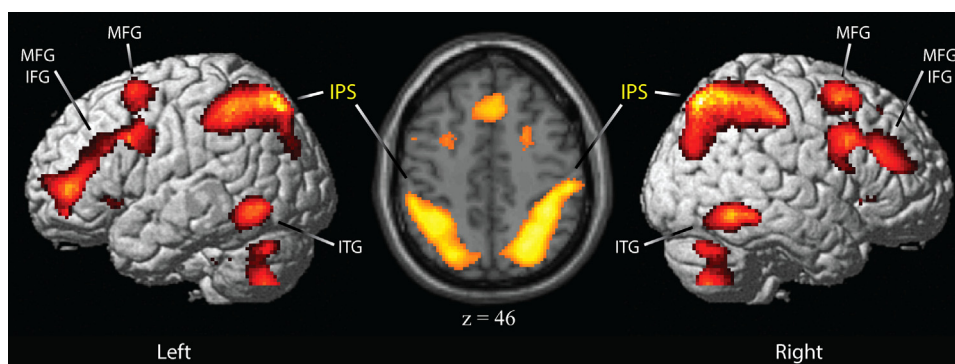 MFG
MFG
IFG
IPS
ITG
Left
z = 46
IPS
MFG
MFG
IFG
ITG
Right